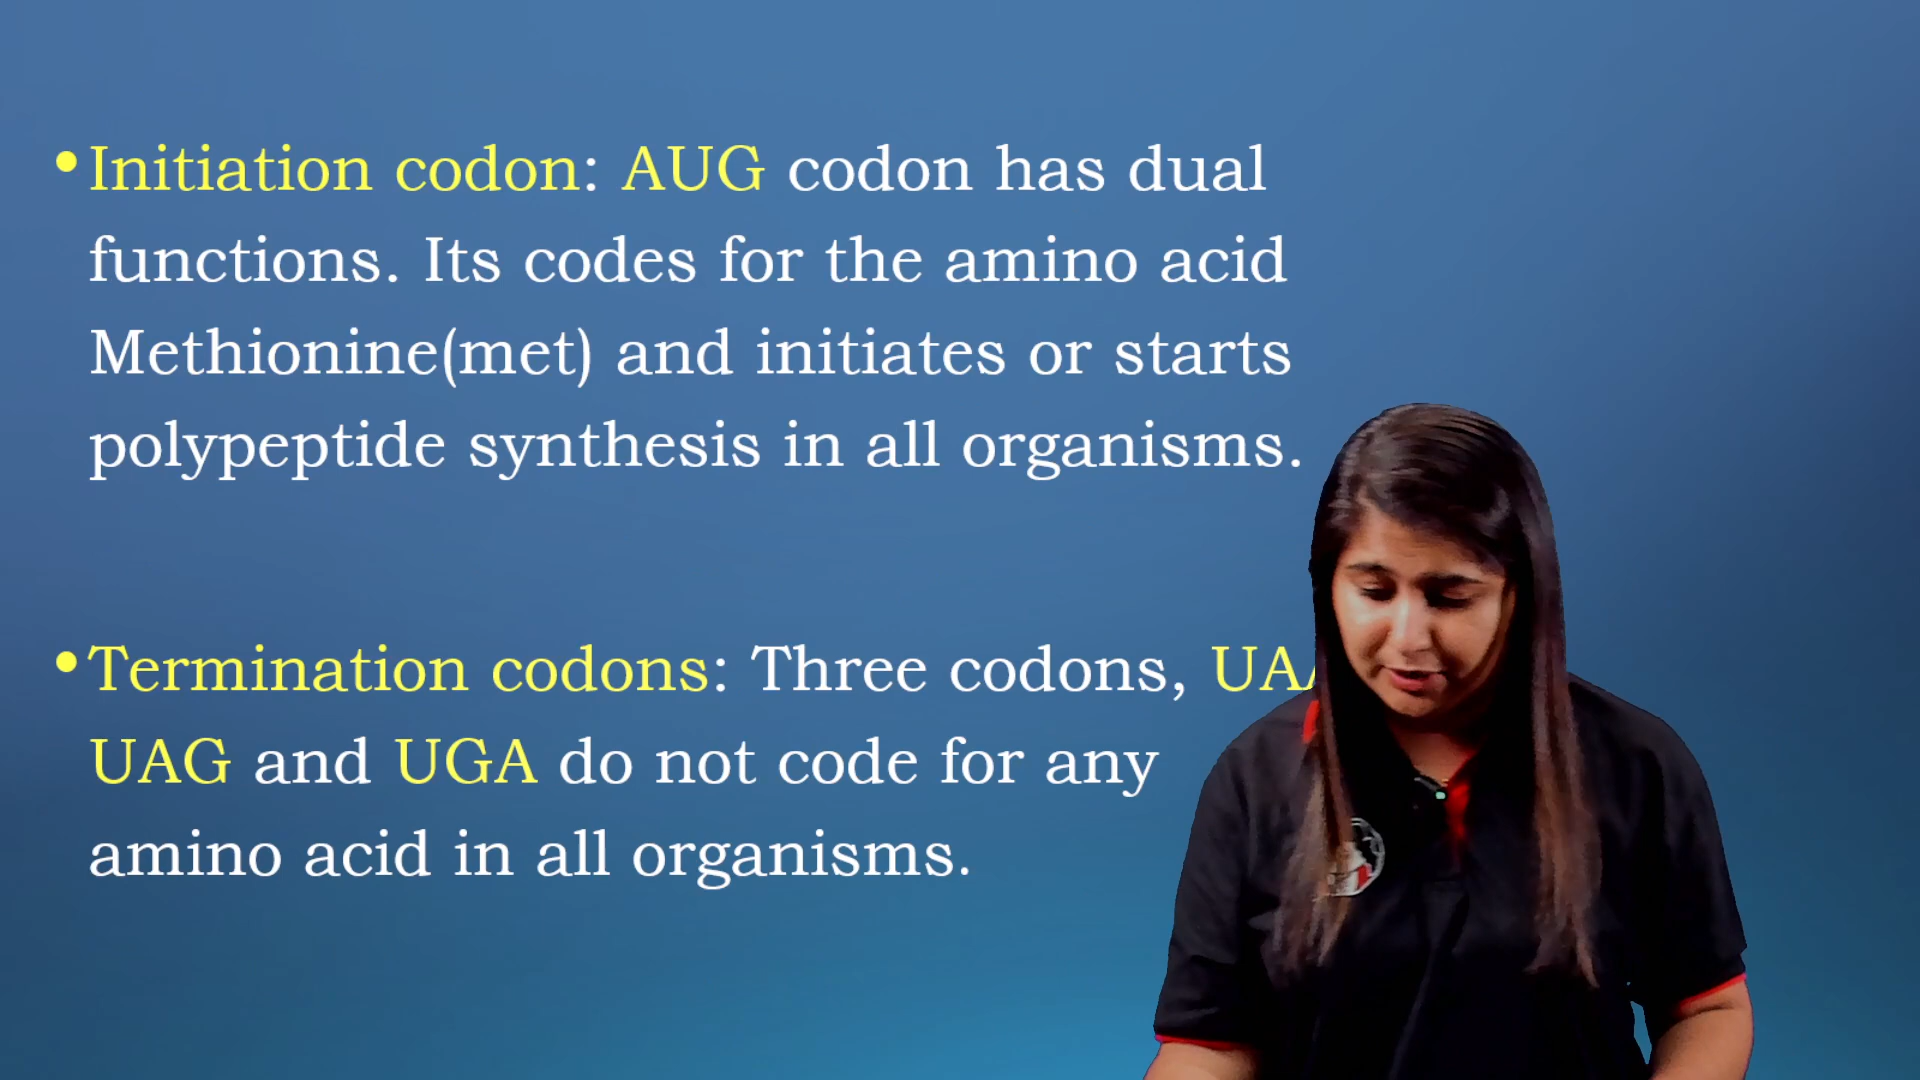 • Initiation codon: AUG codon has dual
functions. Its codes for the amino acid
Methionine(met) and initiates or starts
polypeptide synthesis in all organisms.
• Termination codons: Three codons,
UAG and UGA do not code for any
amino acid in all organisms.